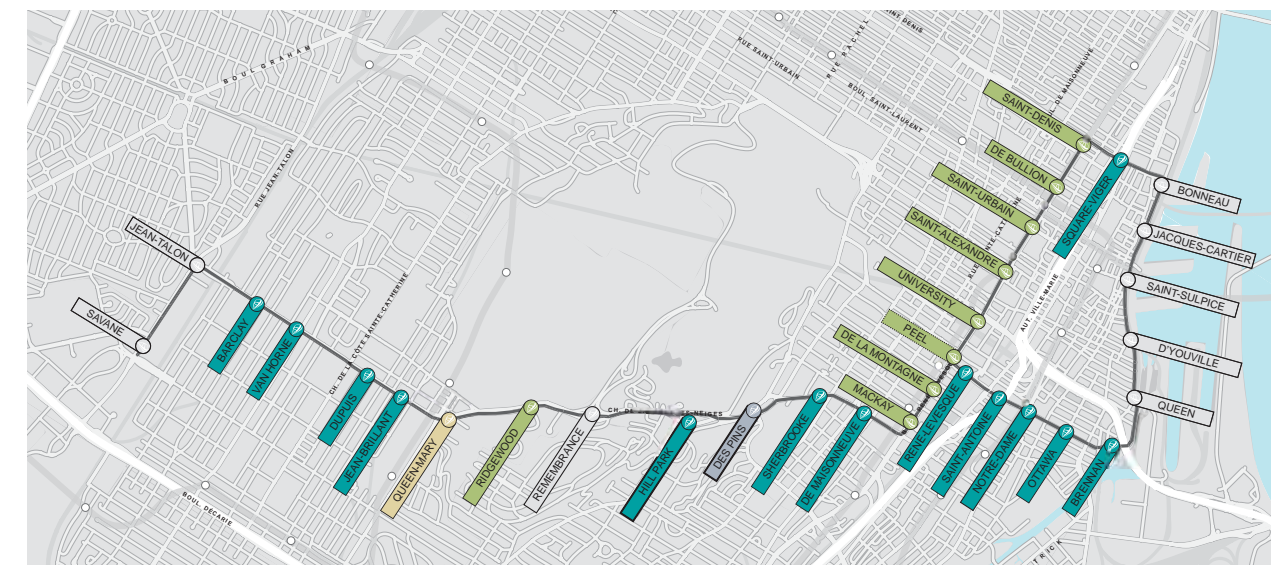 BOUL GRAHAM
RUE JEAN-TALON
RUE SAINT-URBAIN
RUE RACHEL
BOUL. SAINT-LAURENT
AUT. VILLE-MARIE
CH. DE LA CÔTE SAINTE-CATHERINE
BOUL DÉCARIE
SAVANE
JEAN-TALON
BARCLAY
VAN HORNE
DUPUIS
JEAN-BRILLANT
QUEEN-MARY
RIDGEWOOD
REMEMBRANCE
HILL PARK
DES PINS
SHERBROOKE
DE MAISONNEUVE
MACKAY
DE LA MONTAGNE
PEEL
UNIVERSITY
SAINT-ALEXANDRE
SAINT-URBAIN
DE BULLION
SAINT-DENIS
SQUARE-VIGER
BONNEAU
JACQUES-CARTIER
SAINT-SULPICE
D'YOUVILLE
QUEEN
BRENNAN
OTTAWA
NOTRE-DAME
SAINT-ANTOINE
RENÉ-LÉVESQUE